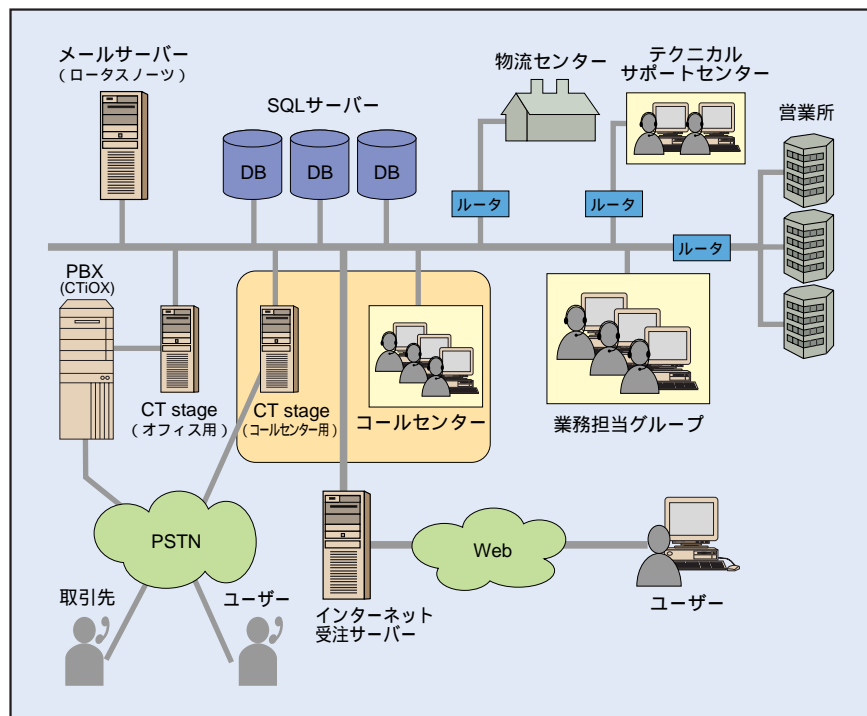 メールサーバー
（ロータスノーツ）
SQLサーバー
物流センター
テクニカル
サポートセンター
営業所
DB
DB
DB
ルータ
ルータ
ルータ
PBX
(CTiOX)
CT stage
（オフィス用）
CT stage
（コールセンター用）
コールセンター
業務担当グループ
PSTN
Web
取引先
ユーザー
インターネット
受注サーバー
ユーザー